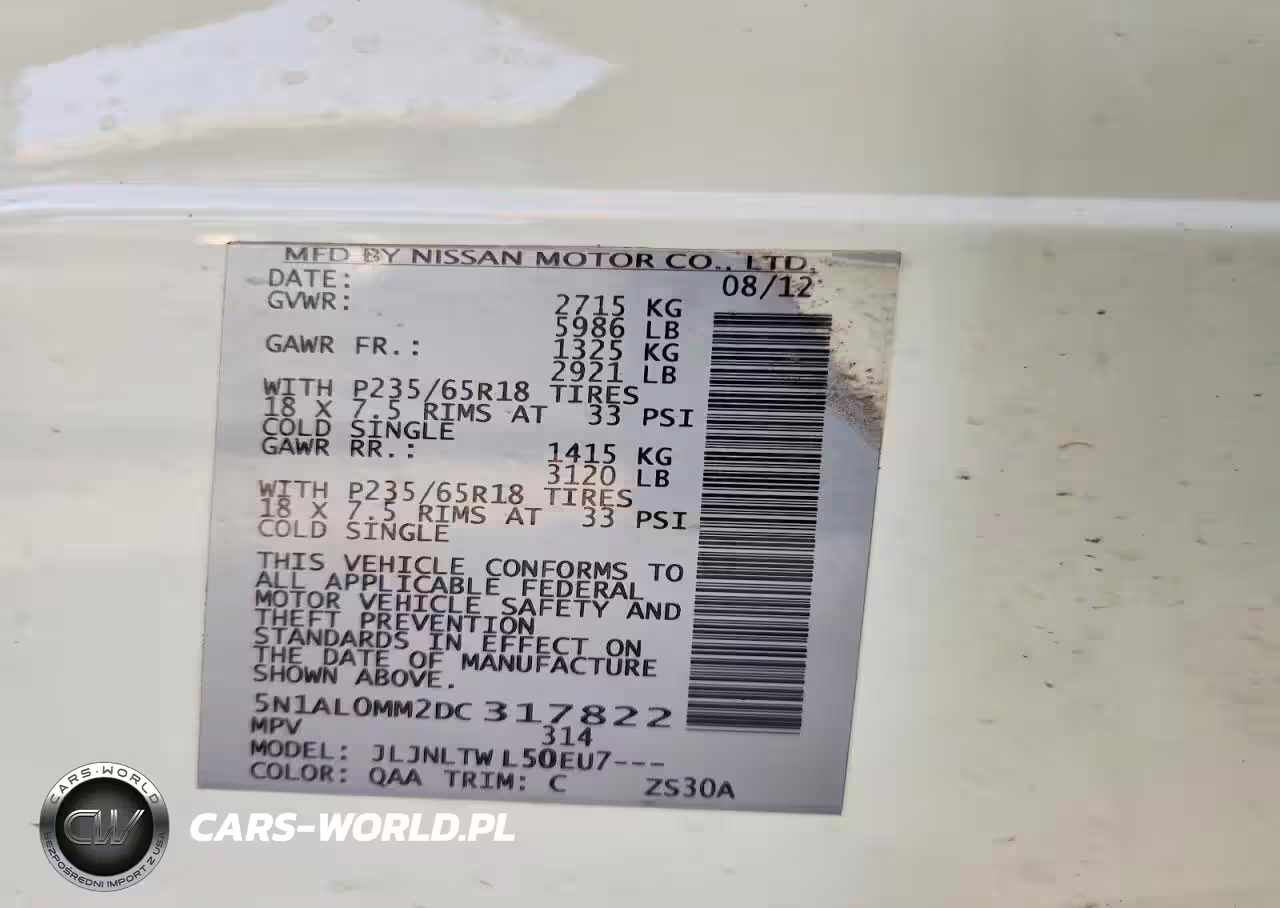 MFD BY NISSAN MOTOR CO., LTD.
DATE: 08/12
GVWR: 2715 KG
5986 LB
GAWR FR.: 1325 KG
2921 LB
WITH P235/65R18 TIRES
18 X 7.5 RIMS AT 33 PSI
COLD SINGLE
GAWR RR.: 1415 KG
3120 LB
WITH P235/65R18 TIRES
18 X 7.5 RIMS AT 33 PSI
COLD SINGLE
THIS VEHICLE CONFORMS TO
ALL APPLICABLE FEDERAL
MOTOR VEHICLE SAFETY AND
THEFT PREVENTION
STANDARDS IN EFFECT ON
THE DATE OF MANUFACTURE
SHOWN ABOVE.
5N1AL0MM2DC 317822
MPV 314
MODEL: JLJNLTW L50EU7---
COLOR: QAA TRIM: C ZS30A
CARS-WORLD
CW
BEZPOŚREDNI IMPORT Z USA
CARS-WORLD.PL